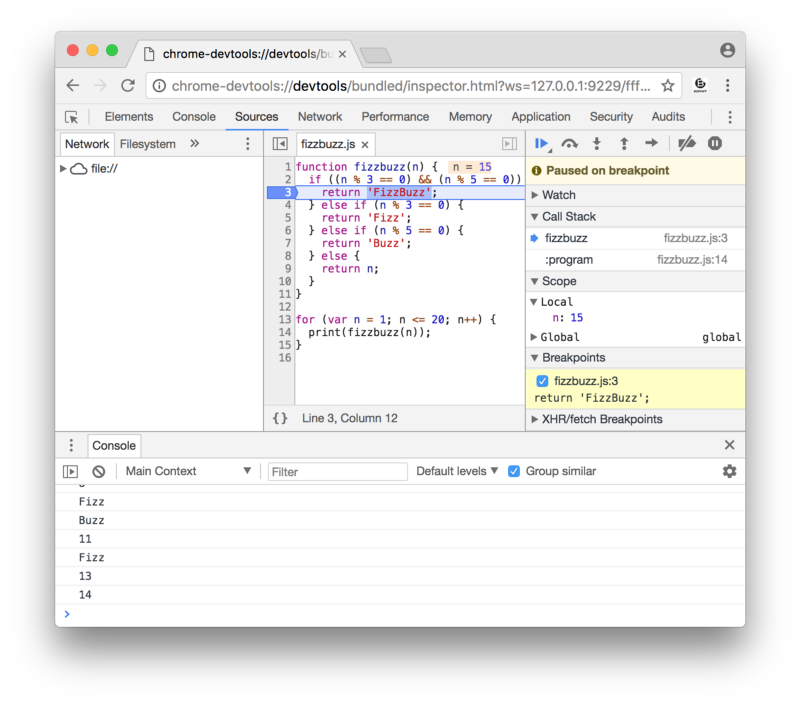 chrome-devtools://devtools/bu
chrome-devtools://devtools/bundled/inspector.html?ws=127.0.0.1:9229/fff...
Elements Console Sources Network Performance Memory Application Security Audits
Network Filesystem »
file://
fizzbuzz.js ×
1 function fizzbuzz(n) { n = 15
2 if ((n % 3 == 0) && (n % 5 == 0))
3 return 'FizzBuzz';
4 } else if (n % 3 == 0) {
5 return 'Fizz';
6 } else if (n % 5 == 0) {
7 return 'Buzz';
8 } else {
9 return n;
10 }
11 }
12
13 for (var n = 1; n <= 20; n++) {
14 print(fizzbuzz(n));
15 }
16
{} Line 3, Column 12
Paused on breakpoint
Watch
Call Stack
fizzbuzz fizzbuzz.js:3
:program fizzbuzz.js:14
Scope
Local
n: 15
Global global
Breakpoints
fizzbuzz.js:3
return 'FizzBuzz';
XHR/fetch Breakpoints
Console
Main Context Filter Default levels Group similar
Fizz
Buzz
11
Fizz
13
14
>